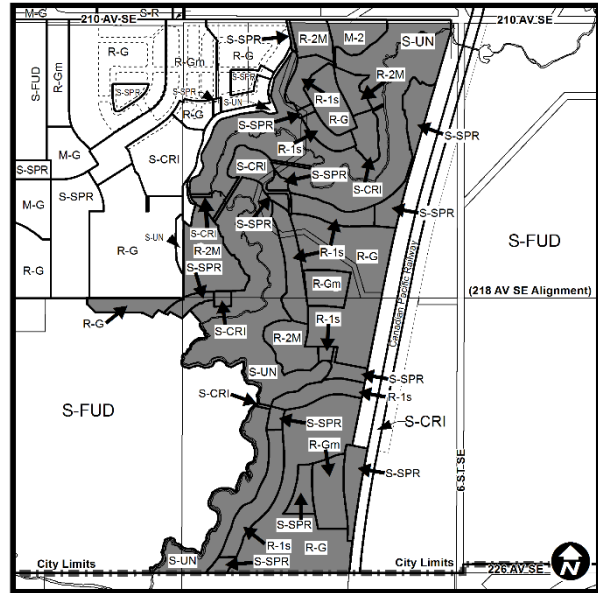 M-G
S-R
210 AV SE
210 AV SE
S-SPR
R-2M
M-2
S-UN
R-Gm
R-G
S-SPR
R-2M
S-FUD
R-Gm
S-SPR
S-SPR
S-UN
R-G
R-1s
R-G
S-SPR
S-SPR
M-G
S-CRI
R-1s
S-CRI
S-SPR
S-CRI
S-SPR
S-SPR
M-G
S-SPR
S-SPR
S-CRI
R-G
S-UN
R-2M
R-1s
R-G
S-FUD
S-SPR
R-Gm
R-G
Canadian Pacific Railway
(218 AV SE Alignment)
R-G
S-CRI
R-1s
R-2M
S-UN
S-SPR
S-CRI
R-1s
S-FUD
S-SPR
S-CRI
R-Gm
S-SPR
6 ST SE
S-SPR
R-1s
R-G
City Limits
S-UN
S-SPR
City Limits
226 AV SE
N